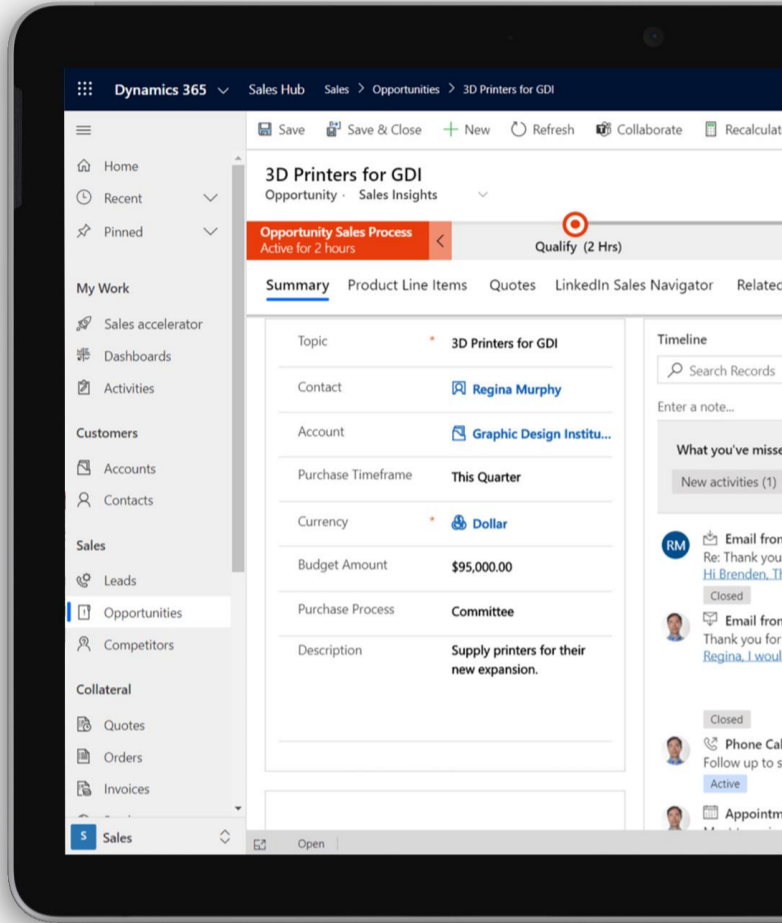 Dynamics 365
Sales Hub Sales > Opportunities > 3D Printers for GDI
Save Save & Close New Refresh Collaborate Recalculat
Home
Recent
Pinned
My Work
Sales accelerator
Dashboards
Activities
Customers
Accounts
Contacts
Sales
Leads
Opportunities
Competitors
Collateral
Quotes
Orders
Invoices
S Sales
3D Printers for GDI
Opportunity · Sales Insights
Opportunity Sales Process
Active for 2 hours
Qualify (2 Hrs)
Summary Product Line Items Quotes LinkedIn Sales Navigator Related
Topic * 3D Printers for GDI
Contact Regina Murphy
Account Graphic Design Institu...
Purchase Timeframe This Quarter
Currency * Dollar
Budget Amount $95,000.00
Purchase Process Committee
Description Supply printers for their
new expansion.
Timeline
Search Records
Enter a note...
What you've misse
New activities (1)
RM Email from
Re: Thank you
Hi Brenden, Th
Closed
Email from
Thank you for
Regina, I woul
Closed
Phone Cal
Follow up to s
Active
Appointm
Open